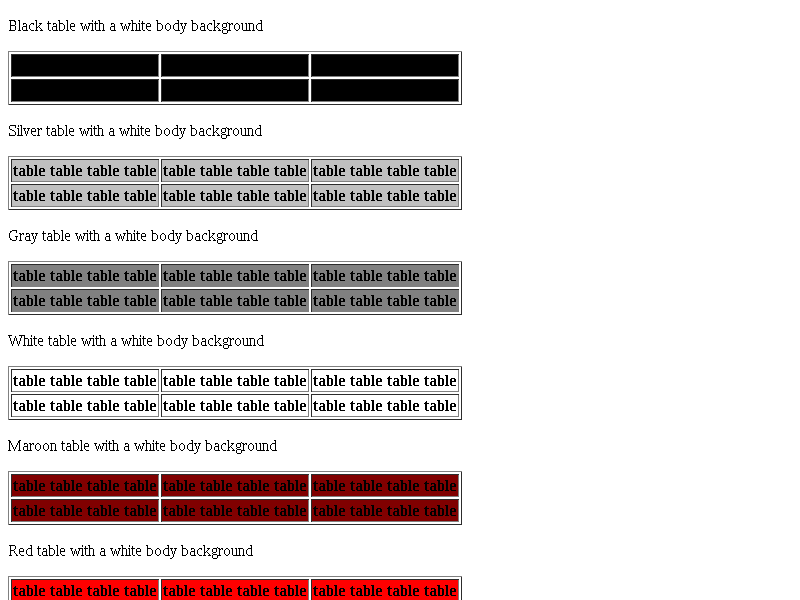 Black table with a white body background
Silver table with a white body background
table table table table table table table table table table table table
table table table table table table table table table table table table
Gray table with a white body background
table table table table table table table table table table table table
table table table table table table table table table table table table
White table with a white body background
table table table table table table table table table table table table
table table table table table table table table table table table table
Maroon table with a white body background
table table table table table table table table table table table table
table table table table table table table table table table table table
Red table with a white body background
table table table table table table table table table table table table